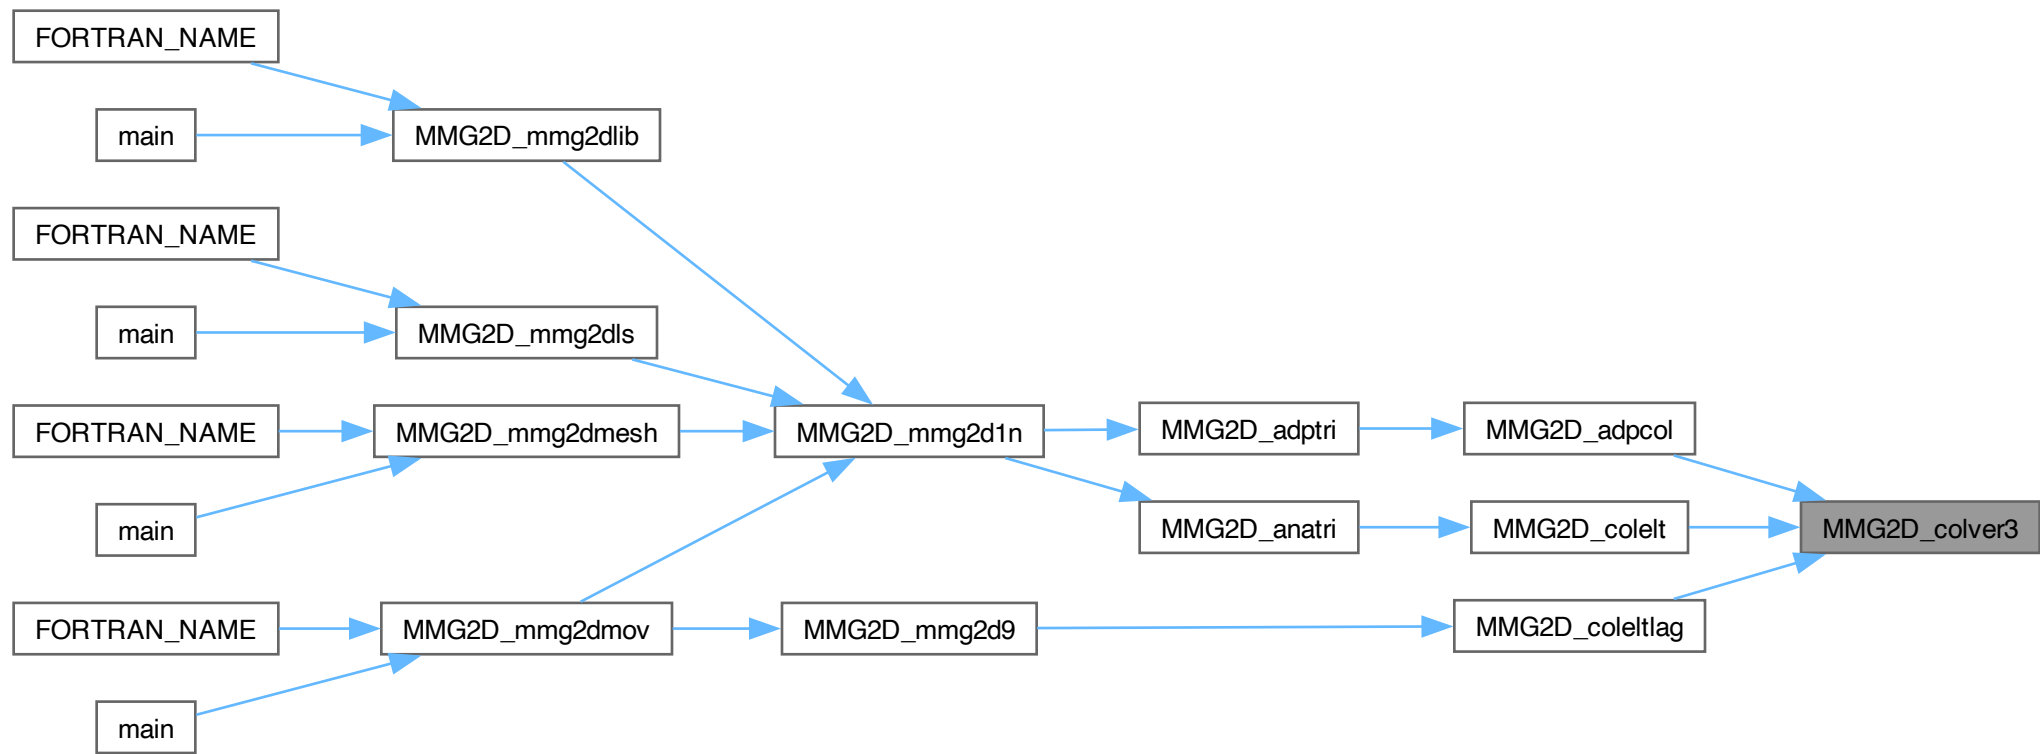 FORTRAN_NAME
main
MMG2D_mmg2dlib
FORTRAN_NAME
main
MMG2D_mmg2dls
FORTRAN_NAME
MMG2D_mmg2dmesh
MMG2D_mmg2d1n
MMG2D_adptri
MMG2D_adpcol
main
MMG2D_anatri
MMG2D_colelt
MMG2D_colver3
FORTRAN_NAME
MMG2D_mmg2dmov
MMG2D_mmg2d9
MMG2D_coleltlag
main